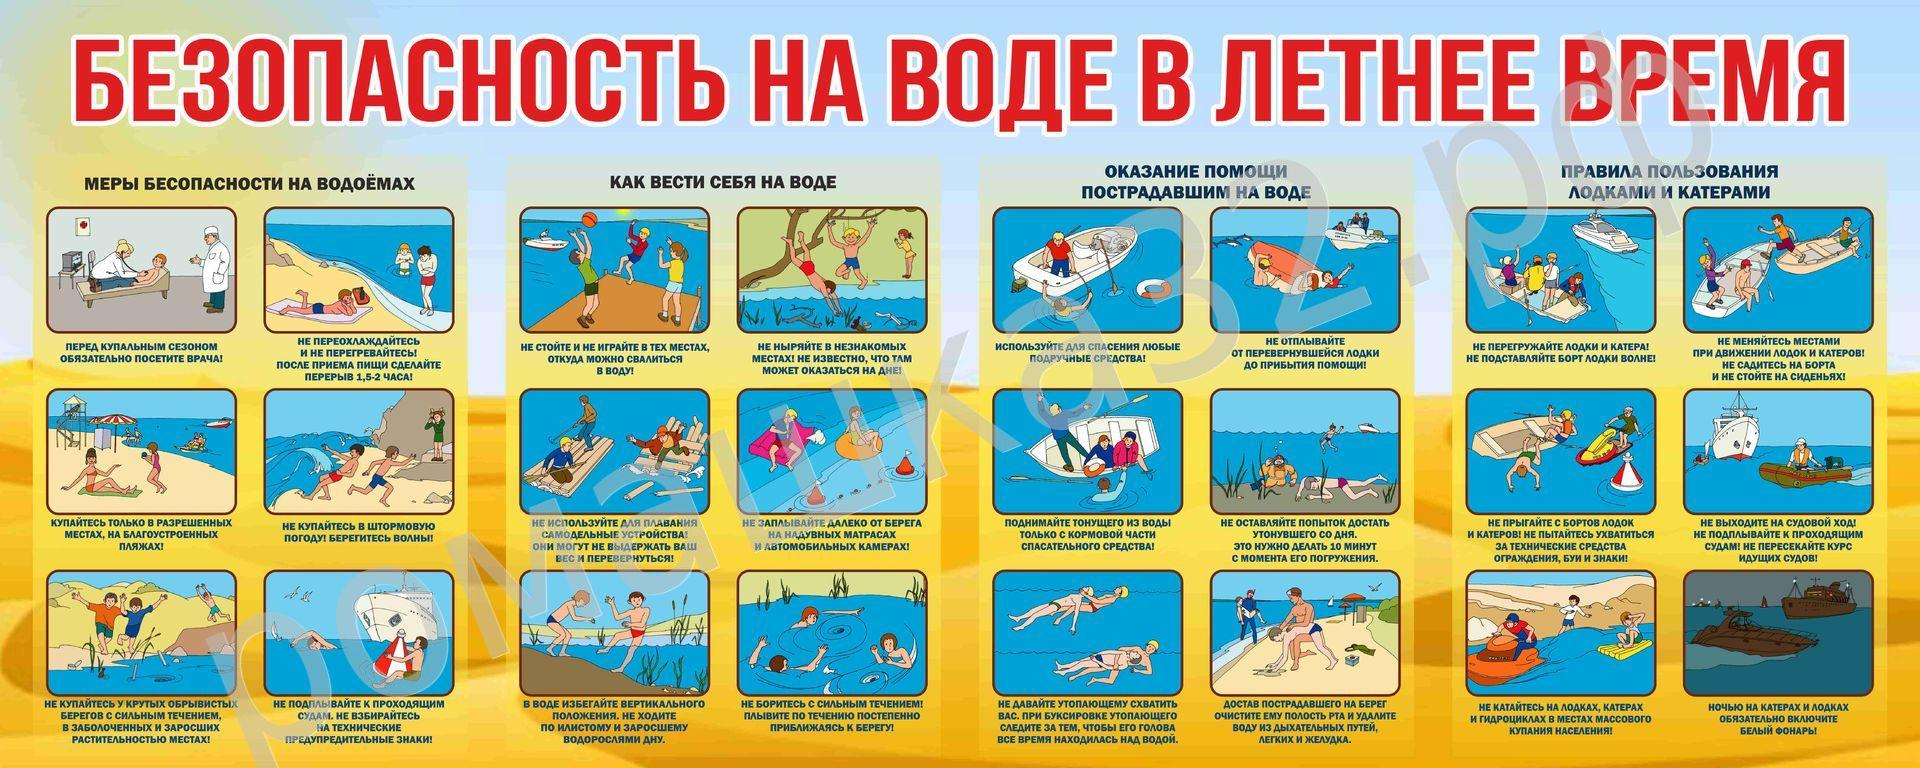 БЕЗОПАСНОСТЬ НА ВОДЕ В ЛЕТНЕЕ ВРЕМЯ
МЕРЫ БЕСОПАСНОСТИ НА ВОДОЁМАХ
ПЕРЕД КУПАЛЬНЫМ СЕЗОНОМ
ОБЯЗАТЕЛЬНО ПОСЕТИТЕ ВРАЧА!
НЕ ПЕРЕОХЛАЖДАЙТЕСЬ
И НЕ ПЕРЕГРЕВАЙТЕСЬ!
ПОСЛЕ ПРИЕМА ПИЩИ СДЕЛАЙТЕ
ПЕРЕРЫВ 1,5-2 ЧАСА!
КУПАЙТЕСЬ ТОЛЬКО В РАЗРЕШЕННЫХ
МЕСТАХ, НА БЛАГОУСТРОЕННЫХ
ПЛЯЖАХ!
НЕ КУПАЙТЕСЬ В ШТОРМОВУЮ
ПОГОДУ! БЕРЕГИТЕСЬ ВОЛНЫ!
НЕ КУПАЙТЕСЬ У КРУТЫХ ОБРЫВИСТЫХ
БЕРЕГОВ С СИЛЬНЫМ ТЕЧЕНИЕМ,
В ЗАБОЛОЧЕННЫХ И ЗАРОСШИХ
РАСТИТЕЛЬНОСТЬЮ МЕСТАХ!
НЕ ПОДПЛЫВАЙТЕ К ПРОХОДЯЩИМ
СУДАМ. НЕ ВЗБИРАЙТЕСЬ
НА ТЕХНИЧЕСКИЕ
ПРЕДУПРЕДИТЕЛЬНЫЕ ЗНАКИ!
КАК ВЕСТИ СЕБЯ НА ВОДЕ
НЕ СТОЙТЕ И НЕ ИГРАЙТЕ В ТЕХ МЕСТАХ,
ОТКУДА МОЖНО СВАЛИТЬСЯ
В ВОДУ!
НЕ НЫРЯЙТЕ В НЕЗНАКОМЫХ
МЕСТАХ! НЕ ИЗВЕСТНО, ЧТО ТАМ
МОЖЕТ ОКАЗАТЬСЯ НА ДНЕ!
НЕ ИСПОЛЬЗУЙТЕ ДЛЯ ПЛАВАНИЯ
САМОДЕЛЬНЫЕ УСТРОЙСТВА!
ОНИ МОГУТ НЕ ВЫДЕРЖАТЬ ВАШ
ВЕС И ПЕРЕВЕРНУТЬСЯ!
НЕ ЗАПЛЫВАЙТЕ ДАЛЕКО ОТ БЕРЕГА
НА НАДУВНЫХ МАТРАСАХ
И АВТОМОБИЛЬНЫХ КАМЕРАХ!
В ВОДЕ ИЗБЕГАЙТЕ ВЕРТИКАЛЬНОГО
ПОЛОЖЕНИЯ. НЕ ХОДИТЕ
ПО ИЛИСТОМУ И ЗАРОСШЕМУ
ВОДОРОСЛЯМИ ДНУ.
НЕ БОРИТЕСЬ С СИЛЬНЫМ ТЕЧЕНИЕМ!
ПЛЫВИТЕ ПО ТЕЧЕНИЮ ПОСТЕПЕННО
ПРИБЛИЖАЯСЬ К БЕРЕГУ!
ОКАЗАНИЕ ПОМОЩИ
ПОСТРАДАВШИМ НА ВОДЕ
ИСПОЛЬЗУЙТЕ ДЛЯ СПАСЕНИЯ ЛЮБЫЕ
ПОДРУЧНЫЕ СРЕДСТВА!
НЕ ОТПЛЫВАЙТЕ
ОТ ПЕРЕВЕРНУВШЕЙСЯ ЛОДКИ
ДО ПРИБЫТИЯ ПОМОЩИ!
ПОДНИМАЙТЕ ТОНУЩЕГО ИЗ ВОДЫ
ТОЛЬКО С КОРМОВОЙ ЧАСТИ
СПАСАТЕЛЬНОГО СРЕДСТВА!
НЕ ОСТАВЛЯЙТЕ ПОПЫТОК ДОСТАТЬ
УТОНУВШЕГО СО ДНЯ.
ЭТО НУЖНО ДЕЛАТЬ 10 МИНУТ
С МОМЕНТА ЕГО ПОГРУЖЕНИЯ.
НЕ ДАВАЙТЕ УТОПАЮЩЕМУ СХВАТИТЬ
ВАС. ПРИ БУКСИРОВКЕ УТОПАЮЩЕГО
СЛЕДИТЕ ЗА ТЕМ, ЧТОБЫ ЕГО ГОЛОВА
ВСЕ ВРЕМЯ НАХОДИЛАСЬ НАД ВОДОЙ.
ДОСТАВ ПОСТРАДАВШЕГО НА БЕРЕГ
ОЧИСТИТЕ ЕМУ ПОЛОСТЬ РТА И УДАЛИТЕ
ВОДУ ИЗ ДЫХАТЕЛЬНЫХ ПУТЕЙ,
ЛЕГКИХ И ЖЕЛУДКА.
ПРАВИЛА ПОЛЬЗОВАНИЯ
ЛОДКАМИ И КАТЕРАМИ
НЕ ПЕРЕГРУЖАЙТЕ ЛОДКИ И КАТЕРА!
НЕ ПОДСТАВЛЯЙТЕ БОРТ ЛОДКИ ВОЛНЕ!
НЕ МЕНЯЙТЕСЬ МЕСТАМИ
ПРИ ДВИЖЕНИИ ЛОДОК И КАТЕРОВ!
НЕ САДИТЕСЬ НА БОРТА
И НЕ СТОЙТЕ НА СИДЕНЬЯХ!
НЕ ПРЫГАЙТЕ С БОРТОВ ЛОДОК
И КАТЕРОВ! НЕ ПЫТАЙТЕСЬ УХВАТИТЬСЯ
ЗА ТЕХНИЧЕСКИЕ СРЕДСТВА
ОГРАЖДЕНИЯ, БУИ И ЗНАКИ!
НЕ ВЫХОДИТЕ НА СУДОВОЙ ХОД!
НЕ ПОДПЛЫВАЙТЕ К ПРОХОДЯЩИМ
СУДАМ! НЕ ПЕРЕСЕКАЙТЕ КУРС
ИДУЩИХ СУДОВ!
НЕ КАТАЙТЕСЬ НА ЛОДКАХ, КАТЕРАХ
И ГИДРОЦИКЛАХ В МЕСТАХ МАССОВОГО
КУПАНИЯ НАСЕЛЕНИЯ!
НОЧЬЮ НА КАТЕРАХ И ЛОДКАХ
ОБЯЗАТЕЛЬНО ВКЛЮЧИТЕ
БЕЛЫЙ ФОНАРЬ!
ромашка32.рф